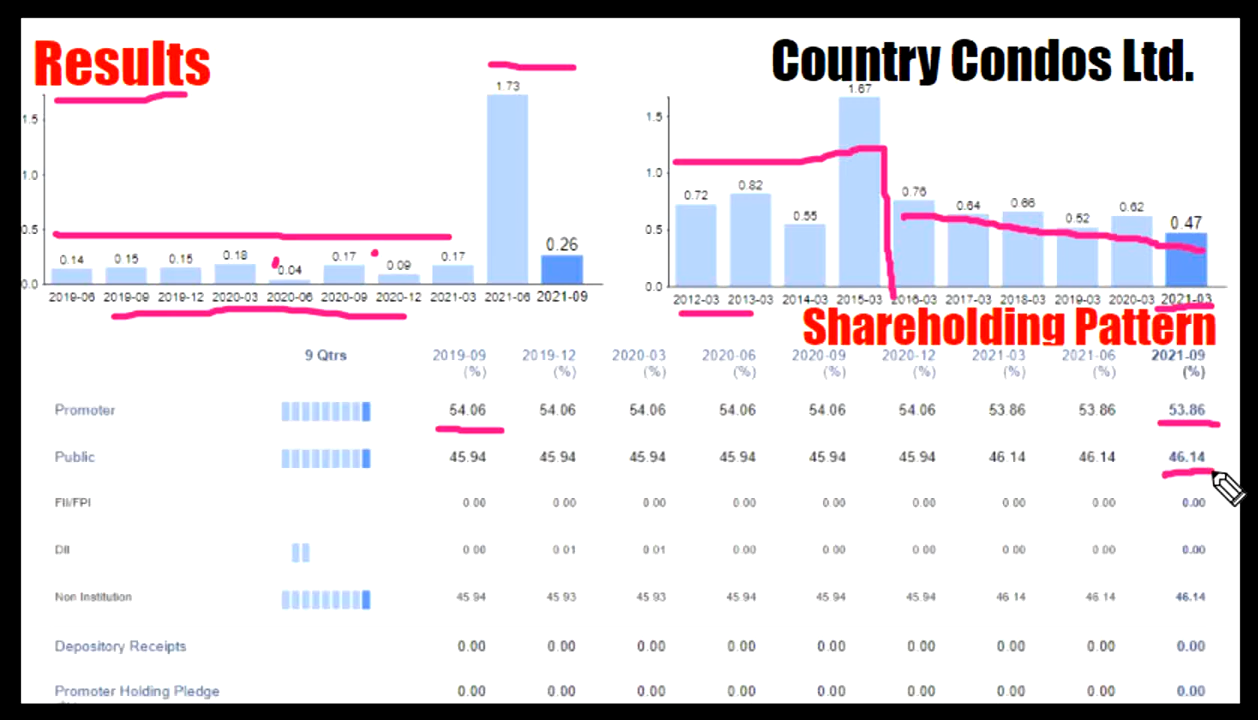 Results
Country Condos Ltd.
1.5
1.0
0.5
0.0
0.14 0.15 0.15 0.18 0.04 0.17 0.09 0.17 1.73 0.26
2019-06 2019-09 2019-12 2020-03 2020-06 2020-09 2020-12 2021-03 2021-06 2021-09
1.5
1.0
0.5
0.0
0.72 0.82 0.55 1.67 0.76 0.64 0.66 0.52 0.62 0.47
2012-03 2013-03 2014-03 2015-03 2016-03 2017-03 2018-03 2019-03 2020-03 2021-03
Shareholding Pattern
9 Qtrs 2019-09 2019-12 2020-03 2020-06 2020-09 2020-12 2021-03 2021-06 2021-09
(%) (%) (%) (%) (%) (%) (%) (%) (%)
Promoter 54.06 54.06 54.06 54.06 54.06 54.06 53.86 53.86 53.86
Public 45.94 45.94 45.94 45.94 45.94 45.94 46.14 46.14 46.14
FII/FPI 0.00 0.00 0.00 0.00 0.00 0.00 0.00 0.00 0.00
DII 0.00 0.01 0.01 0.00 0.00 0.00 0.00 0.00 0.00
Non Institution 45.94 45.93 45.93 45.94 45.94 45.94 46.14 46.14 46.14
Depository Receipts 0.00 0.00 0.00 0.00 0.00 0.00 0.00 0.00 0.00
Promoter Holding Pledge 0.00 0.00 0.00 0.00 0.00 0.00 0.00 0.00 0.00